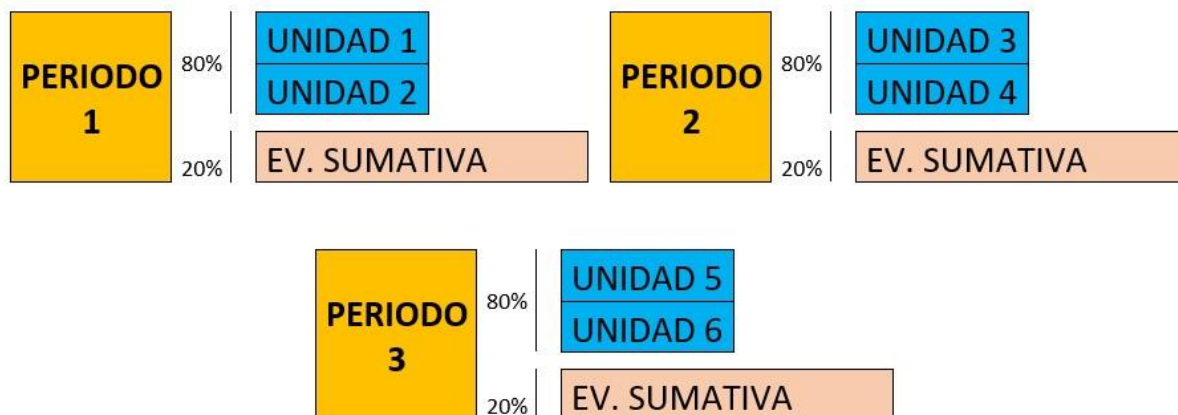 PERIODO
1
80%
UNIDAD 1
UNIDAD 2
20%
EV. SUMATIVA
PERIODO
2
80%
UNIDAD 3
UNIDAD 4
20%
EV. SUMATIVA
PERIODO
3
80%
UNIDAD 5
UNIDAD 6
20%
EV. SUMATIVA